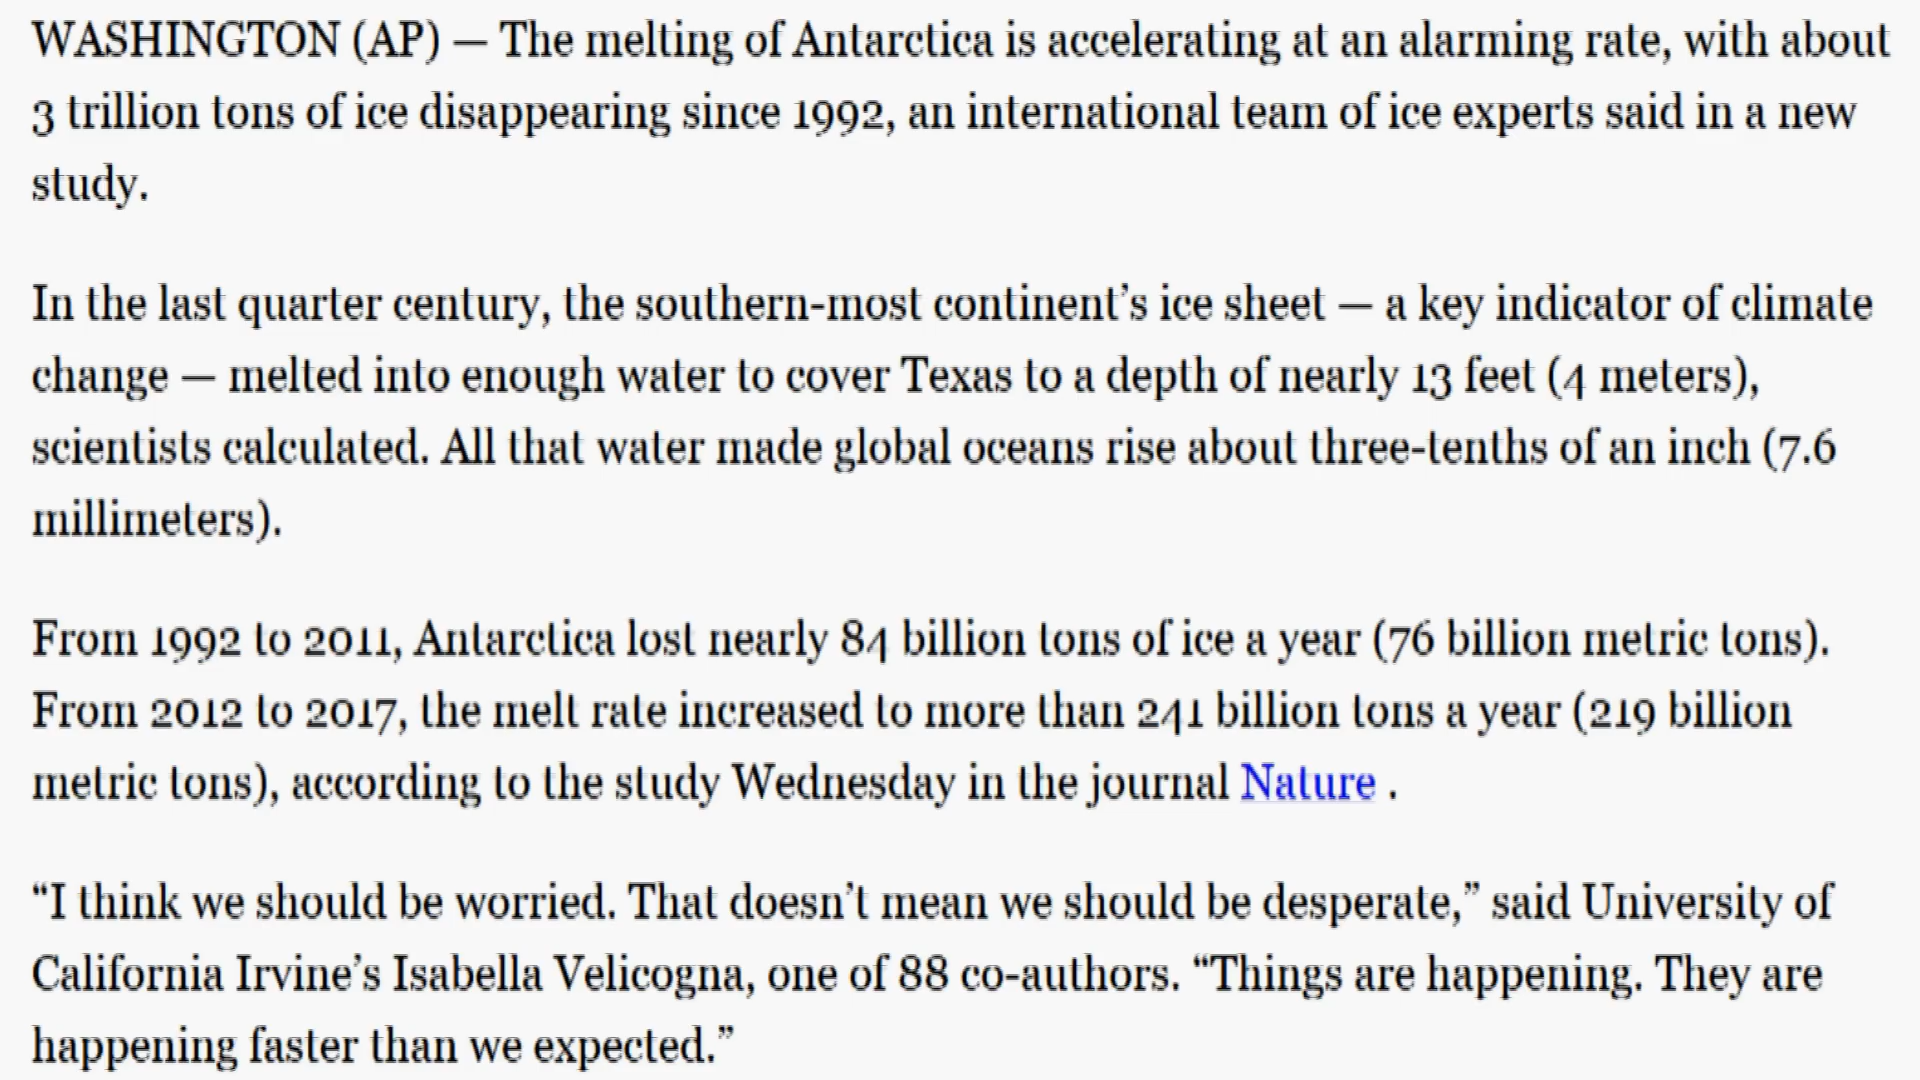 WASHINGTON (AP) — The melting of Antarctica is accelerating at an alarming rate, with about
3 trillion tons of ice disappearing since 1992, an international team of ice experts said in a new
study.
In the last quarter century, the southern-most continent’s ice sheet — a key indicator of climate
change — melted into enough water to cover Texas to a depth of nearly 13 feet (4 meters),
scientists calculated. All that water made global oceans rise about three-tenths of an inch (7.6
millimeters).
From 1992 to 2011, Antarctica lost nearly 84 billion tons of ice a year (76 billion metric tons).
From 2012 to 2017, the melt rate increased to more than 241 billion tons a year (219 billion
metric tons), according to the study Wednesday in the journal Nature .
“I think we should be worried. That doesn’t mean we should be desperate,” said University of
California Irvine’s Isabella Velicogna, one of 88 co-authors. “Things are happening. They are
happening faster than we expected.”